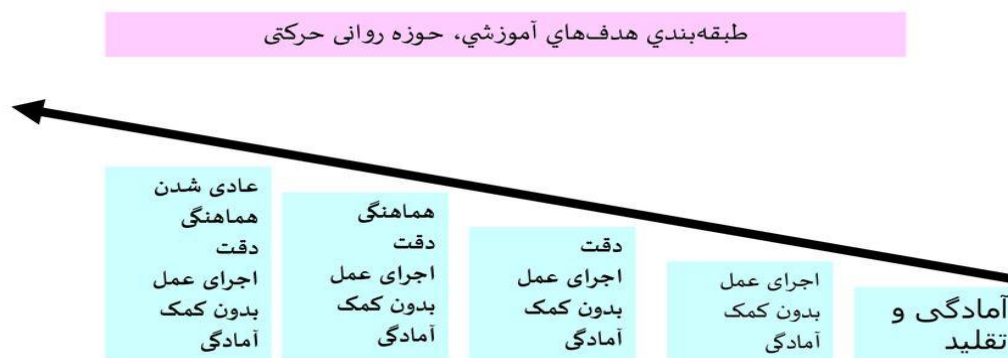 طبقه‌بندي هدف‌هاي آموزشي، حوزه روانی حرکتی
آمادگی و
تقلید
اجرای عمل
بدون کمک
آمادگی
دقت
اجرای عمل
بدون کمک
آمادگی
هماهنگی
دقت
اجرای عمل
بدون کمک
آمادگی
عادی شدن
هماهنگی
دقت
اجرای عمل
بدون کمک
آمادگی